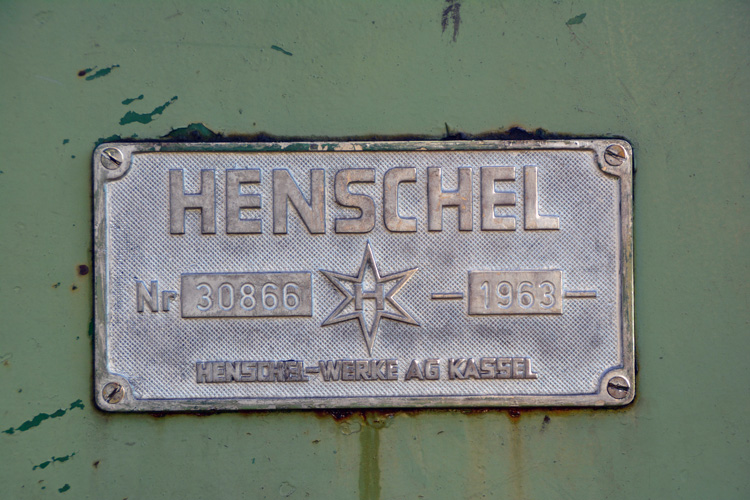 HENSCHEL
Nr 30866 H – 1963 –
HENSCHEL-WERKE AG KASSEL